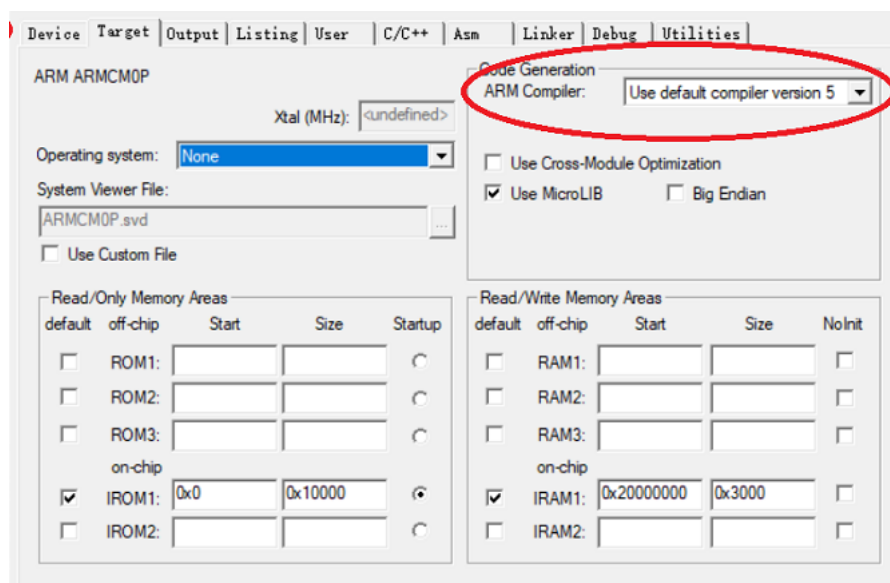 Device Target Output Listing User C/C++ Asm Linker Debug Utilities
ARM ARMCM0P
Xtal (MHz): <undefined>
Operating system: None
System Viewer File:
ARMCM0P.svd ...
Use Custom File
Code Generation
ARM Compiler: Use default compiler version 5
Use Cross-Module Optimization
Use MicroLIB Big Endian
Read/Only Memory Areas
default off-chip Start Size Startup
ROM1:
ROM2:
ROM3:
on-chip
IROM1: 0x0 0x10000
IROM2:
Read/Write Memory Areas
default off-chip Start Size NoInit
RAM1:
RAM2:
RAM3:
on-chip
IRAM1: 0x20000000 0x3000
IRAM2: